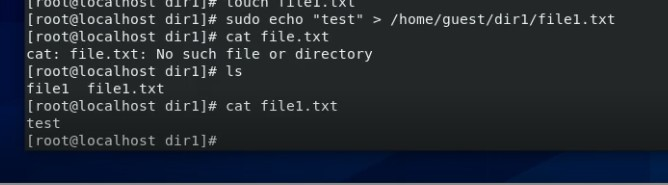 [root@localhost dir1]# touch file1.txt
[root@localhost dir1]# sudo echo "test" > /home/guest/dir1/file1.txt
[root@localhost dir1]# cat file.txt
cat: file.txt: No such file or directory
[root@localhost dir1]# ls
file1  file1.txt
[root@localhost dir1]# cat file1.txt
test
[root@localhost dir1]#